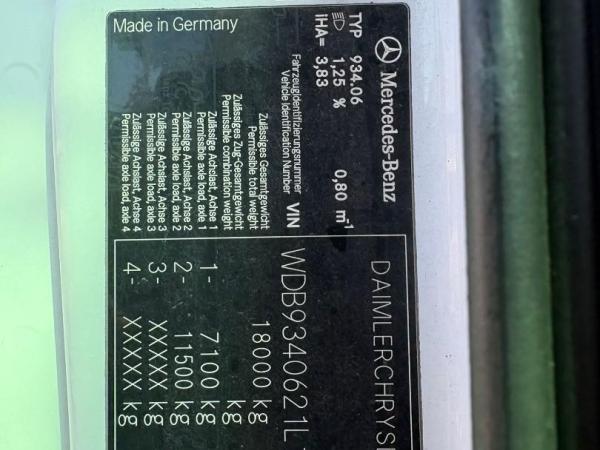 Made in Germany
Mercedes-Benz
TYP 934.06
1,25 % 0,80 m-1
IHA= 3,83
DAIMLERCHRYS
Fahrzeugidentifizierungsnummer
Vehicle Identification Number VIN WDB9340621L
Zulässiges Gesamtgewicht
Permissible total weight 18000 kg
Zulässiges Zug-Gesamtgewicht
Permissible combination weight kg
Zulässige Achslast, Achse 1
Permissible axle load, axle 1 1- 7100 kg
Zulässige Achslast, Achse 2
Permissible axle load, axle 2 2- 11500 kg
Zulässige Achslast, Achse 3
Permissible axle load, axle 3 3- XXXXX kg
Zulässige Achslast, Achse 4
Permissible axle load, axle 4 4- XXXXX kg